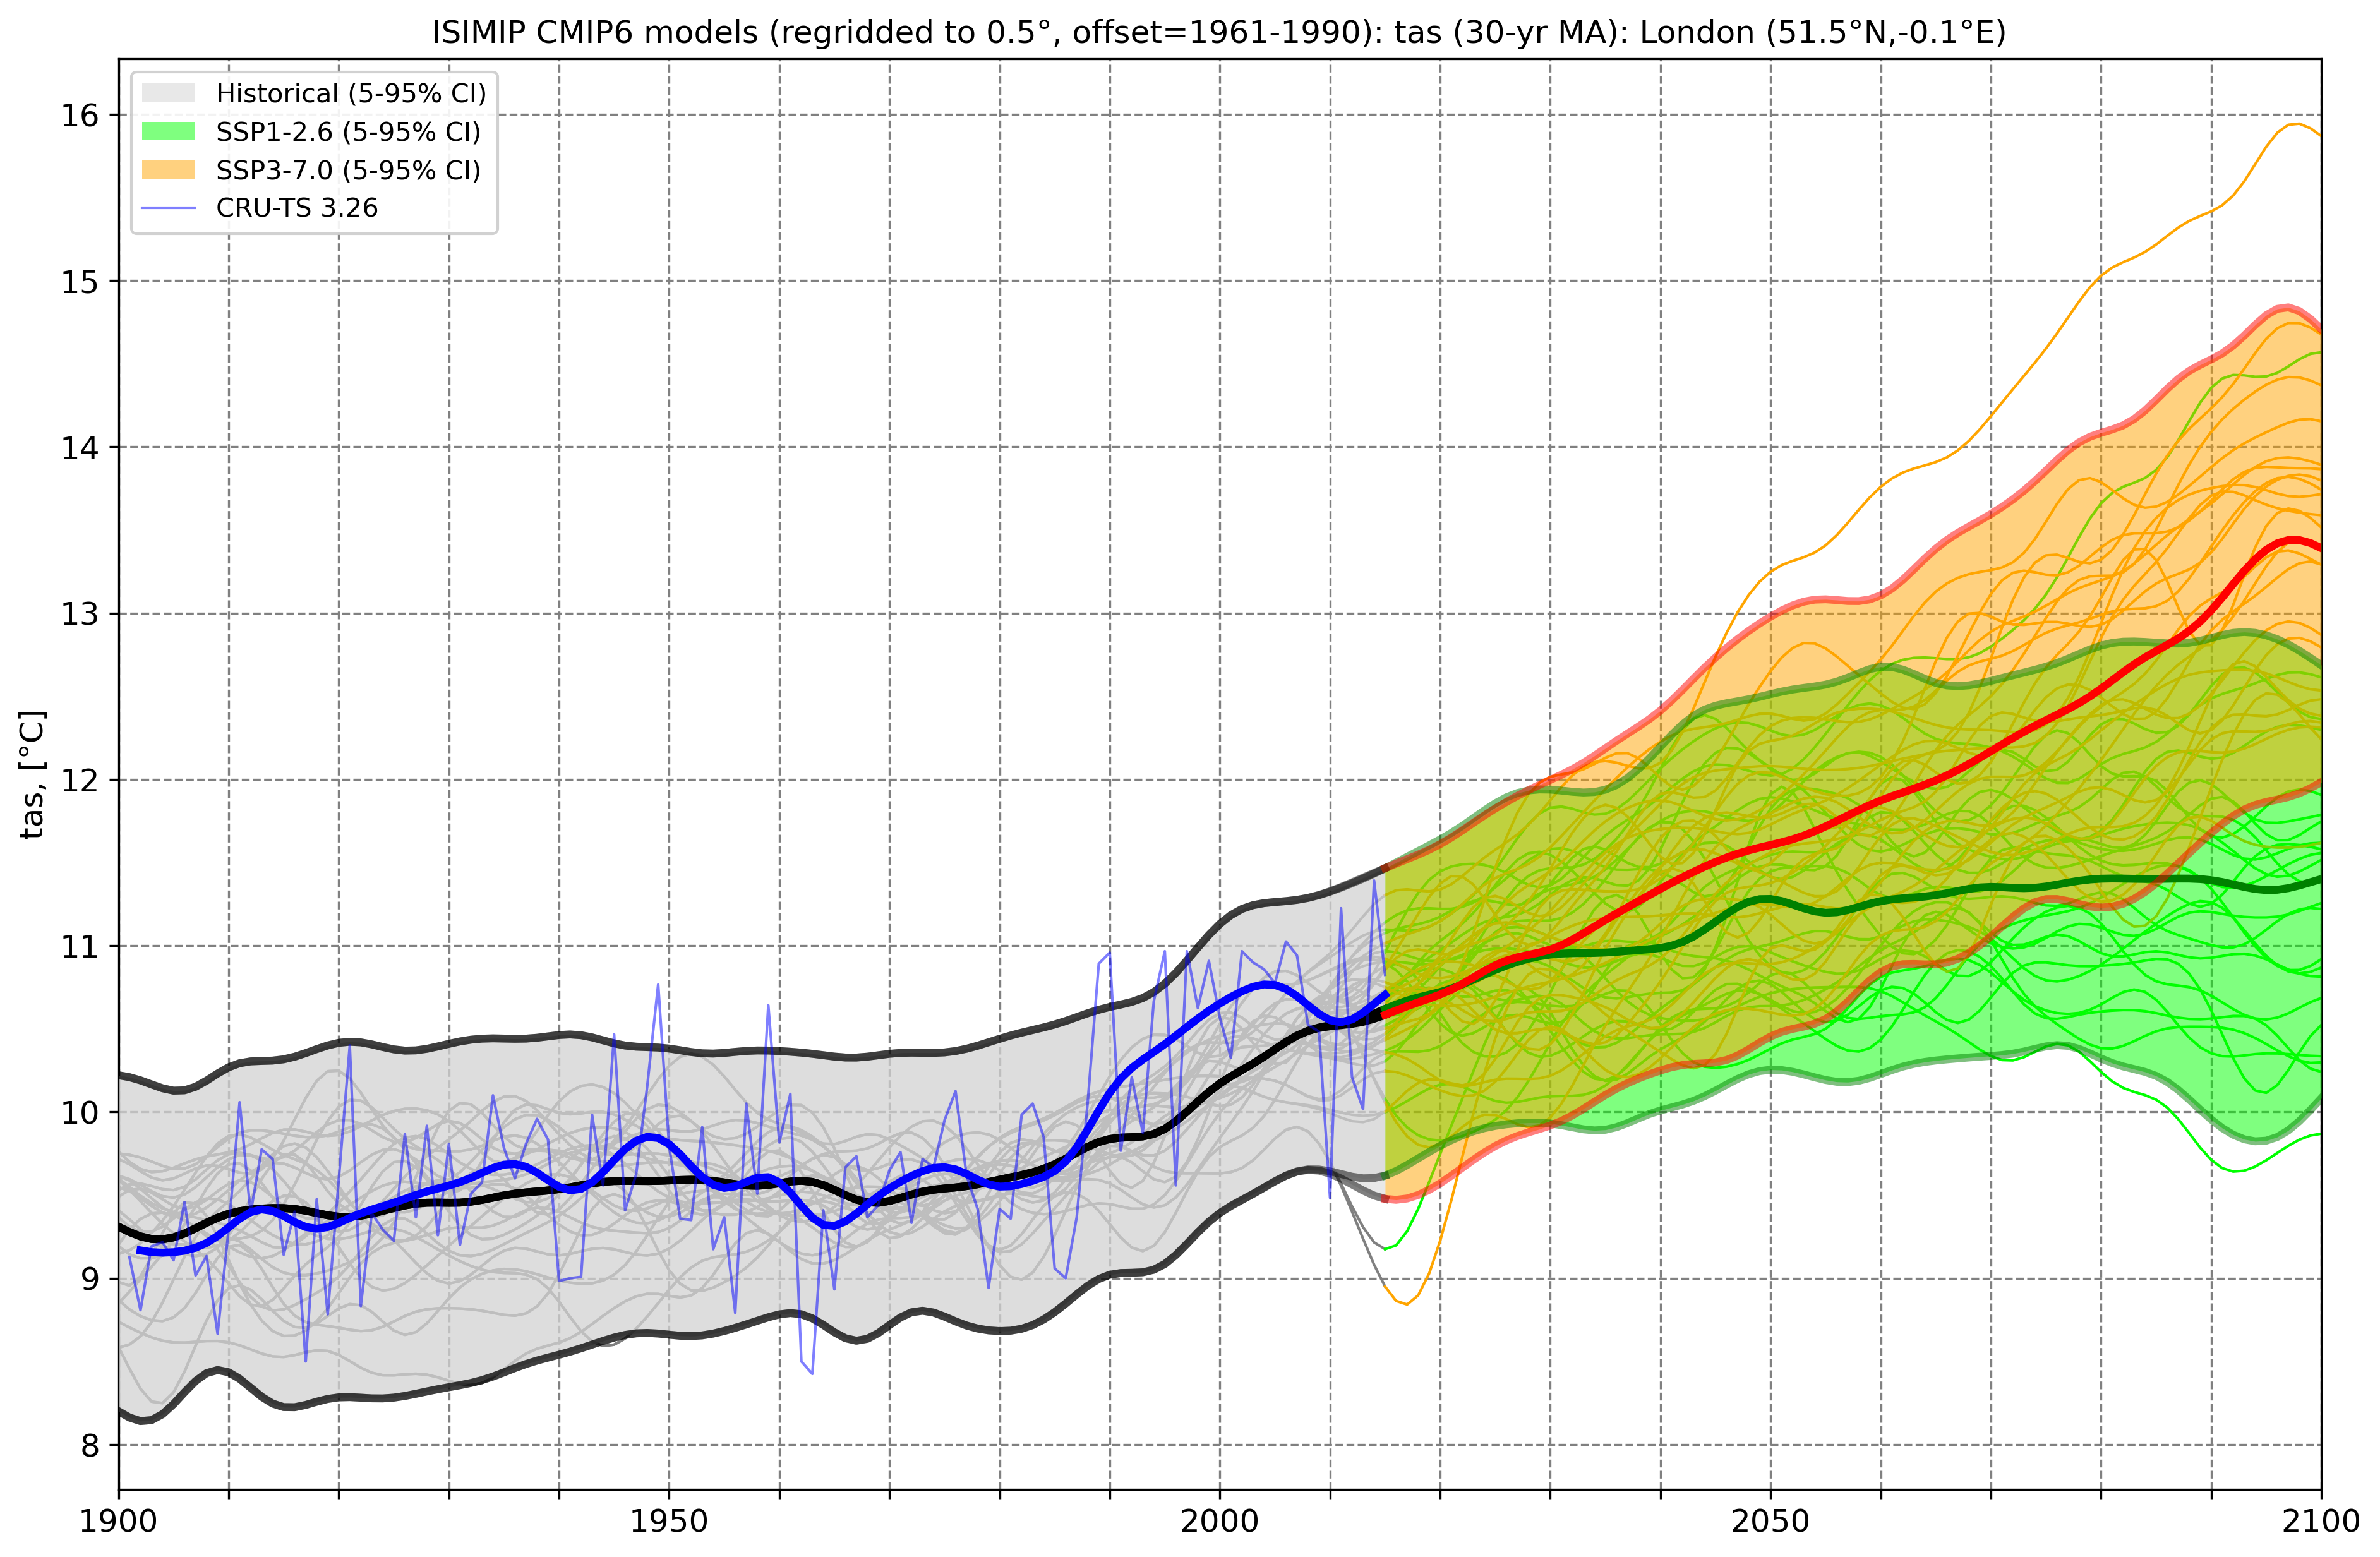 ISIMIP CMIP6 models (regridded to 0.5°, offset=1961-1990): tas (30-yr MA): London (51.5°N,-0.1°E)
Historical (5-95% CI)
SSP1-2.6 (5-95% CI)
SSP3-7.0 (5-95% CI)
CRU-TS 3.26
16
15
14
13
12
11
10
9
8
tas, [°C]
1900
1950
2000
2050
2100